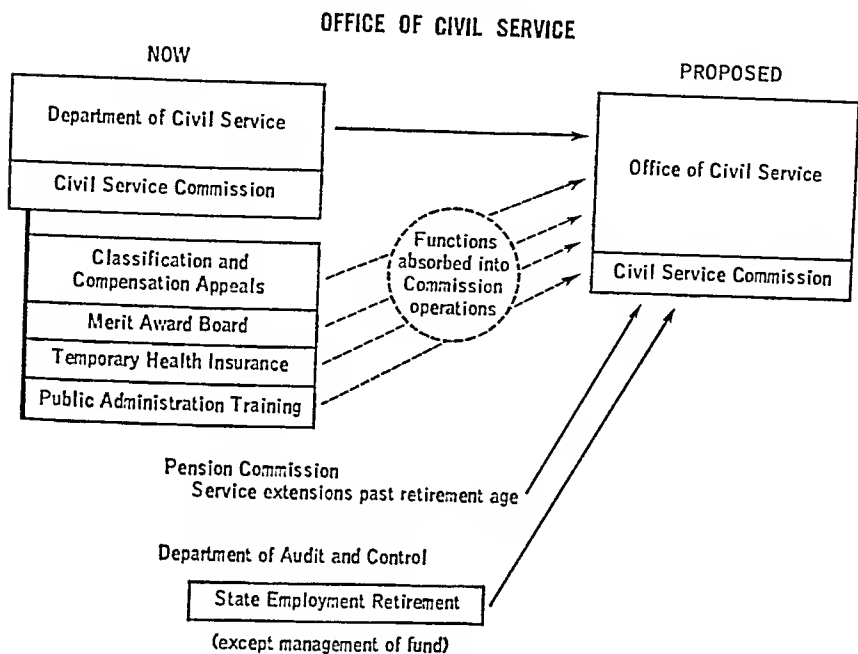 OFFICE OF CIVIL SERVICE
NOW
PROPOSED
Department of Civil Service
Civil Service Commission
Classification and
Compensation Appeals
Merit Award Board
Temporary Health Insurance
Public Administration Training
Functions
absorbed into
Commission
operations
Office of Civil Service
Civil Service Commission
Pension Commission
Service extensions past retirement age
Department of Audit and Control
State Employment Retirement
(except management of fund)